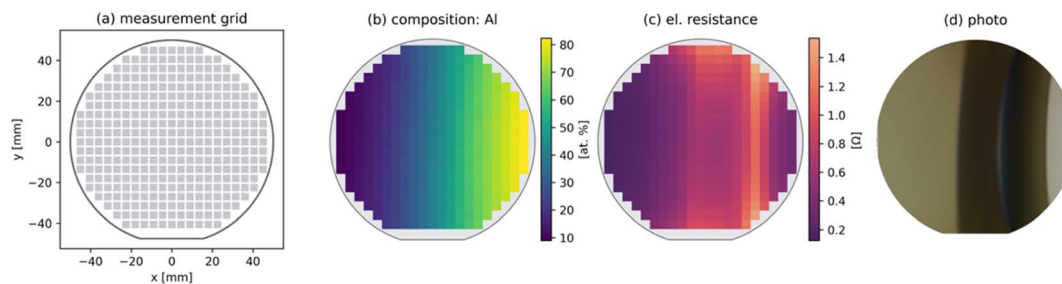 (a) measurement grid
(b) composition: Al
(c) el. resistance
(d) photo
y [mm]
40
20
0
−20
−40
−40 −20 0 20 40
x [mm]
80
70
60
50
40
30
20
10
[at. %]
1.4
1.2
1.0
0.8
0.6
0.4
0.2
[Ω]